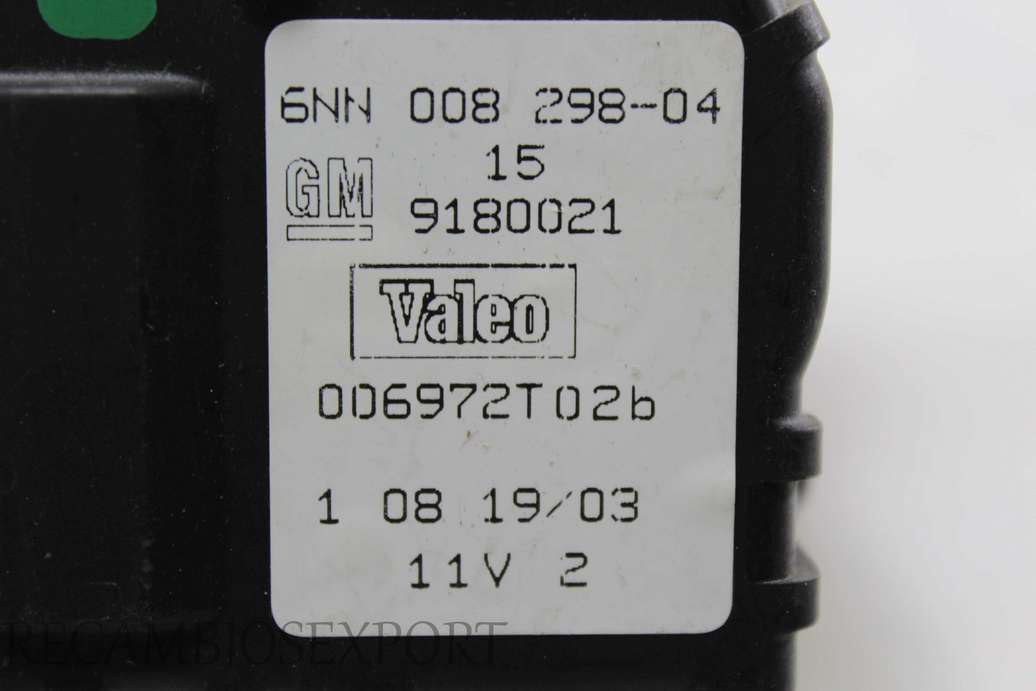 6NN 008 298-04
15
GM 9180021
Valeo
006972T02b
1 08 19/03
11V 2
RECAMBIOSEXPORT